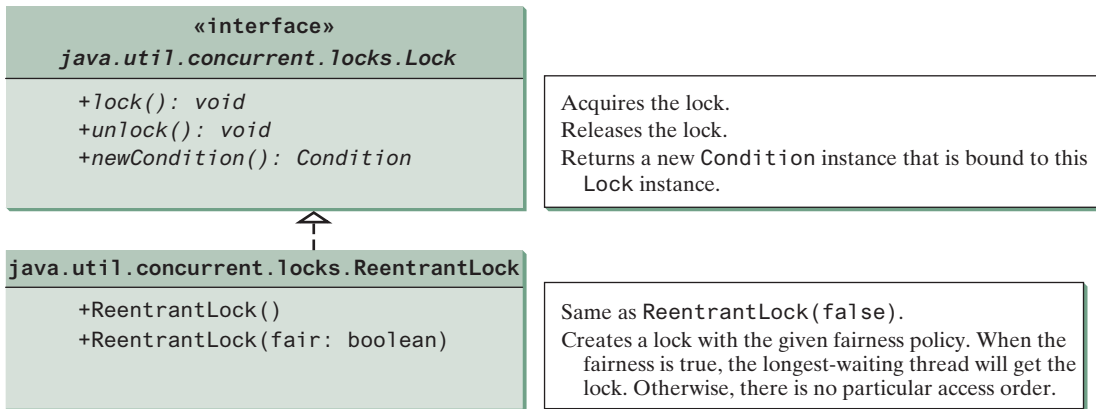 «interface»
java.util.concurrent.locks.Lock
+lock(): void
+unlock(): void
+newCondition(): Condition
Acquires the lock.
Releases the lock.
Returns a new Condition instance that is bound to this
Lock instance.
java.util.concurrent.locks.ReentrantLock
+ReentrantLock()
+ReentrantLock(fair: boolean)
Same as ReentrantLock(false).
Creates a lock with the given fairness policy. When the
fairness is true, the longest-waiting thread will get the
lock. Otherwise, there is no particular access order.